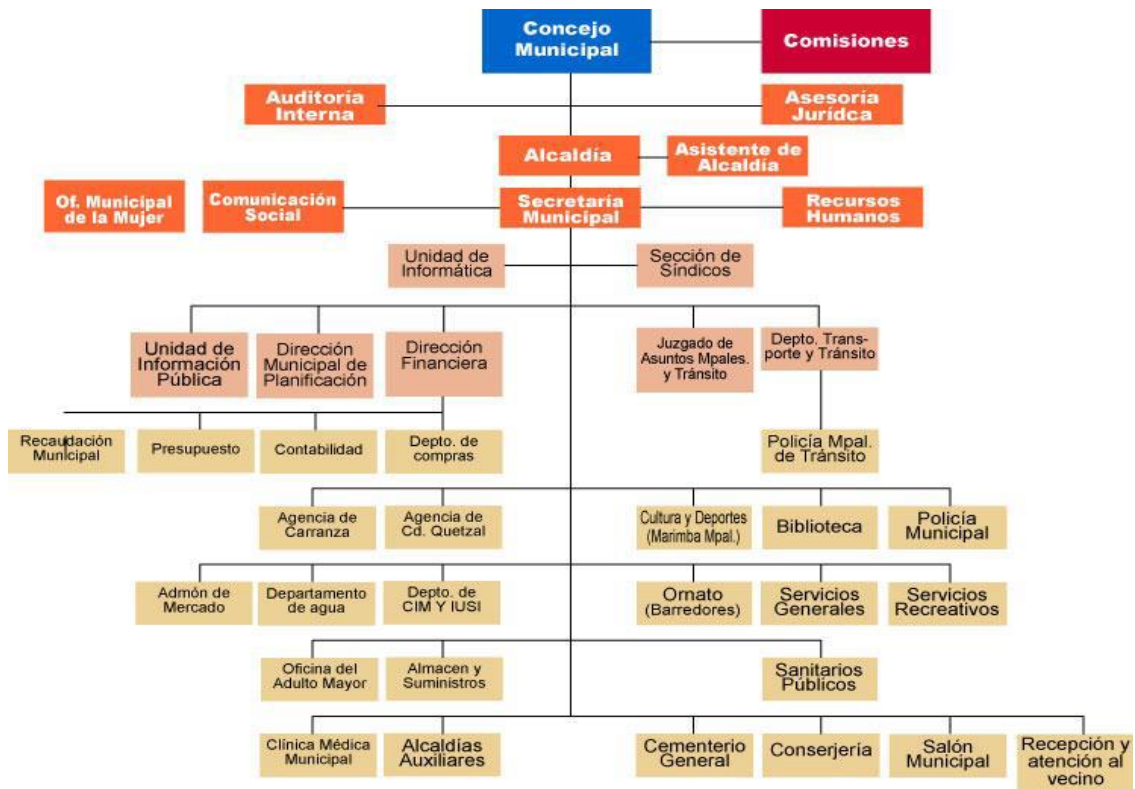 Concejo
Municipal
Comisiones
Auditoría
Interna
Asesoría
Jurídca
Alcaldía
Asistente de
Alcaldía
Of. Municipal
de la Mujer
Comunicación
Social
Secretaría
Municipal
Recursos
Humanos
Unidad de
Informática
Sección de
Síndicos
Unidad de
Información
Pública
Dirección
Municipal de
Planificación
Dirección
Financiera
Juzgado de
Asuntos Mpales.
y Tránsito
Depto. Trans-
porte y Tránsito
Recaudación
Municipal
Presupuesto
Contabilidad
Depto. de
compras
Policía Mpal.
de Tránsito
Agencia de
Carranza
Agencia de
Cd. Quetzal
Cultura y Deportes
(Marimba Mpal.)
Biblioteca
Policía
Municipal
Admón de
Mercado
Departamento
de agua
Depto. de
CIM Y IUSI
Ornato
(Barredores)
Servicios
Generales
Servicios
Recreativos
Oficina del
Adulto Mayor
Almacen y
Suministros
Sanitarios
Públicos
Clínica Médica
Municipal
Alcaldías
Auxiliares
Cementerio
General
Conserjería
Salón
Municipal
Recepción y
atención al
vecino